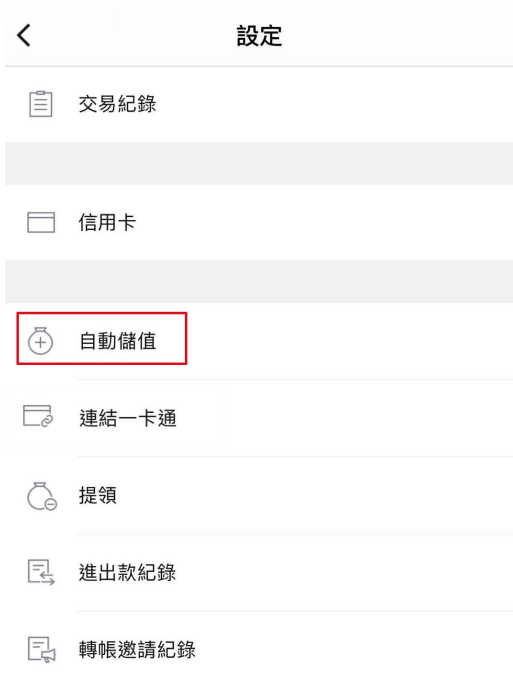 設定
交易紀錄
信用卡
自動儲值
連結一卡通
提領
進出款紀錄
轉帳邀請紀錄